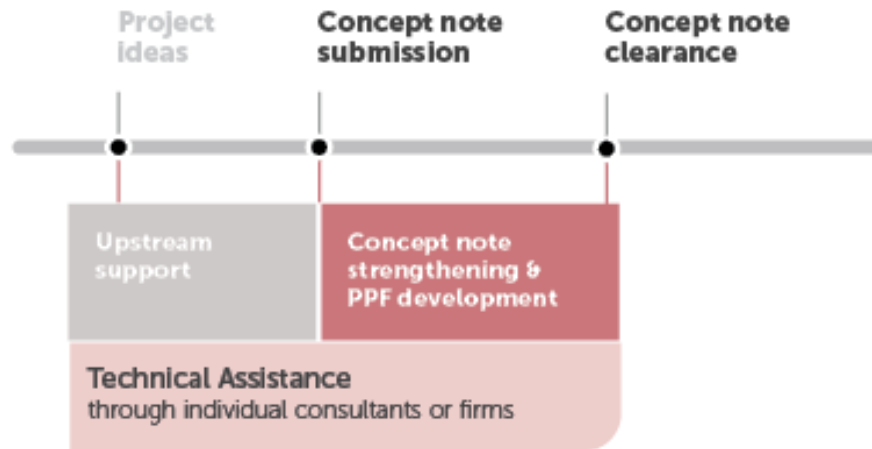 Project
ideas
Concept note
submission
Concept note
clearance
Upstream
support
Concept note
strengthening &
PPF development
Technical Assistance
through individual consultants or firms